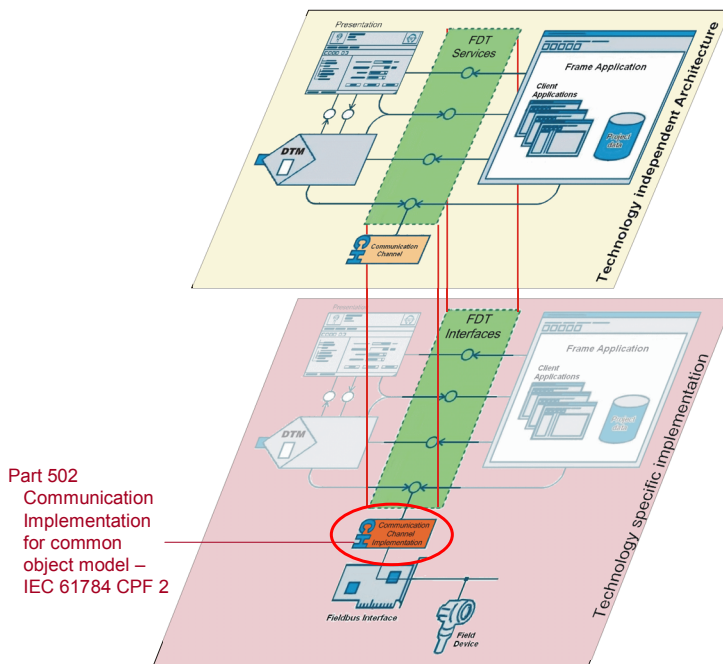 Presentation
FDT
Services
Frame Application
Client
Applications
Project
data
DTM
CH
Communication
Channel
Technology independent Architecture
Presentation
FDT
Interfaces
Frame Application
Client
Applications
Project
data
DTM
Part 502
Communication
Implementation
for common
object model –
IEC 61784 CPF 2
CH
Communication
Channel
Implementation
Fieldbus Interface
Field
Device
Technology specific implementation